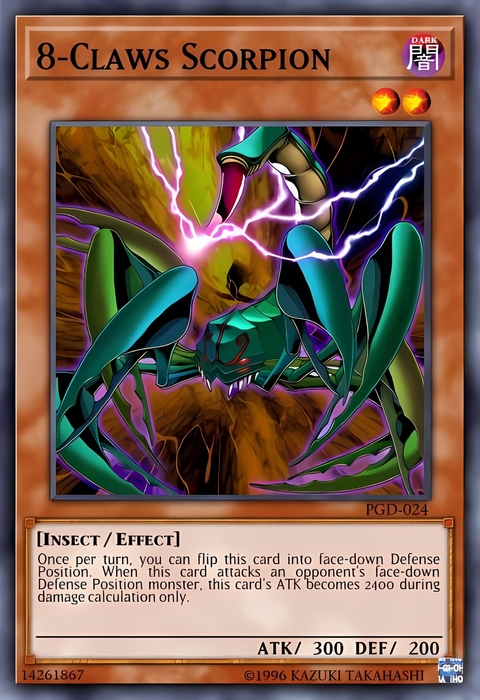 8-Claws Scorpion
DARK
闇
PGD-024
[Insect / Effect]
Once per turn, you can flip this card into face-down Defense
Position. When this card attacks an opponent's face-down
Defense Position monster, this card's ATK becomes 2400 during
damage calculation only.
ATK/ 300 DEF/ 200
14261867
©1996 KAZUKI TAKAHASHI